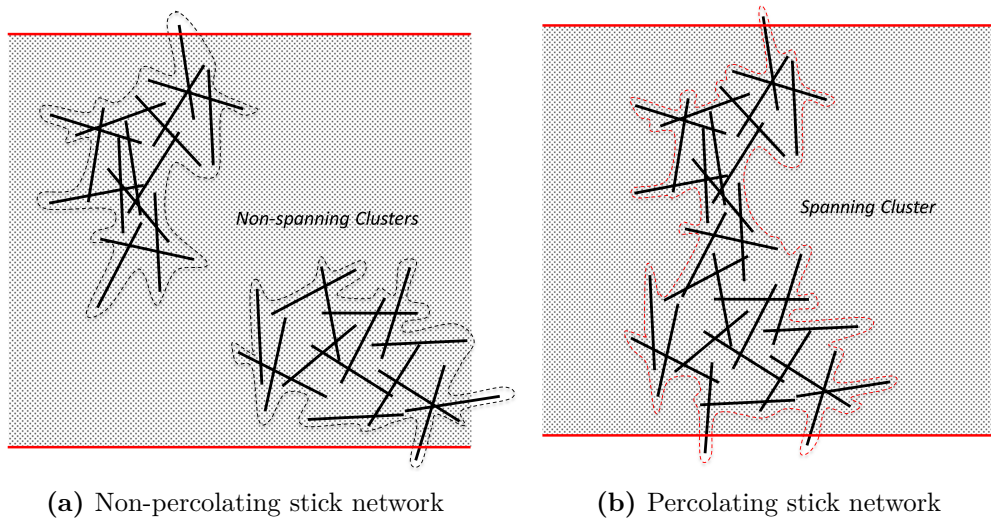 Non-spanning Clusters
Spanning Cluster
(a) Non-percolating stick network
(b) Percolating stick network